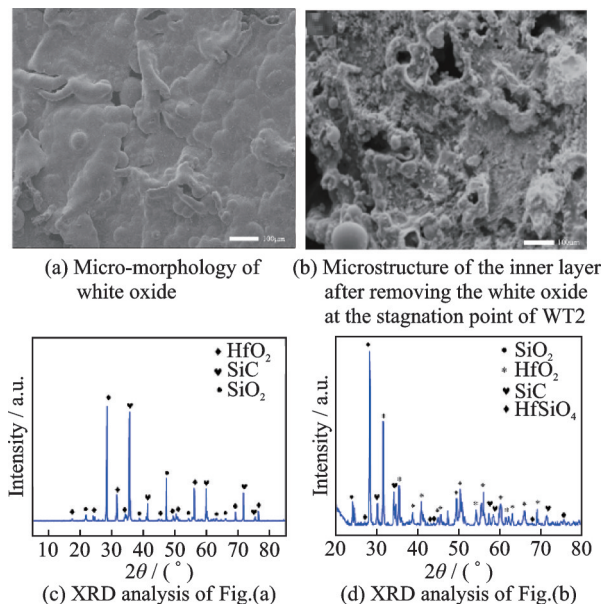 100μm
100μm
(a) Micro-morphology of
white oxide
(b) Microstructure of the inner layer
after removing the white oxide
at the stagnation point of WT2
Intensity / a.u.
♦ HfO₂
♥ SiC
• SiO₂
5 10 20 30 40 50 60 70 80
2θ / (°)
(c) XRD analysis of Fig.(a)
Intensity / a.u.
• SiO₂
* HfO₂
♥ SiC
♦ HfSiO₄
20 30 40 50 60 70 80
2θ / (°)
(d) XRD analysis of Fig.(b)